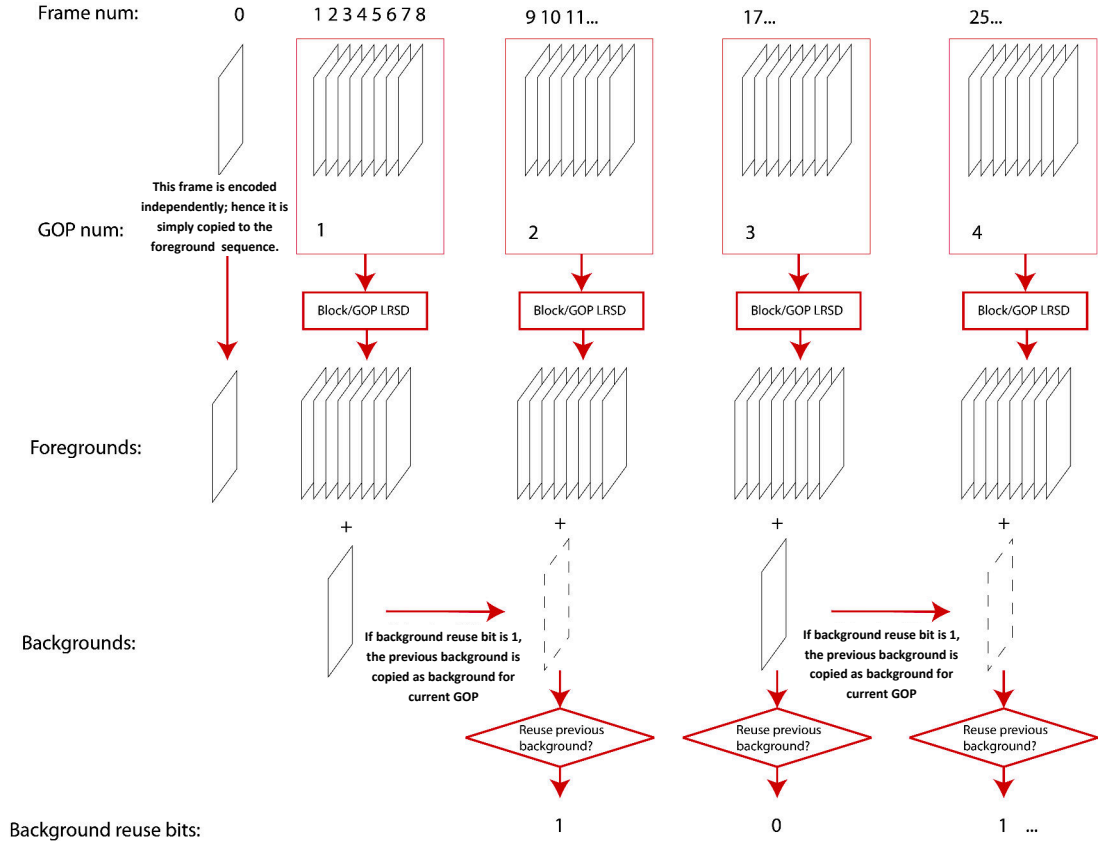 Frame num:
0
1 2 3 4 5 6 7 8
9 10 11...
17...
25...
This frame is encoded
independently; hence it is
simply copied to the
foreground sequence.
GOP num:
1
2
3
4
Block/GOP LRSD
Block/GOP LRSD
Block/GOP LRSD
Block/GOP LRSD
Foregrounds:
+
+
+
+
Backgrounds:
If background reuse bit is 1,
the previous background is
copied as background for
current GOP
If background reuse bit is 1,
the previous background is
copied as background for
current GOP
Reuse previous
background?
Reuse previous
background?
Reuse previous
background?
Background reuse bits:
1
0
1 ...